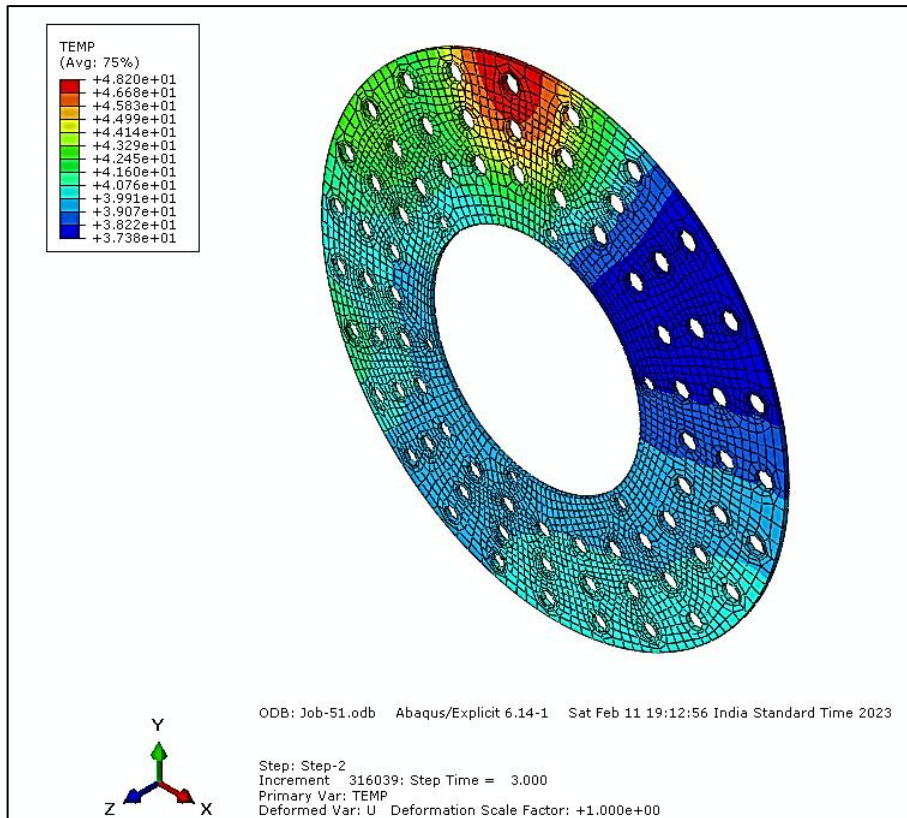 TEMP
(Avg: 75%)
+4.820e+01
+4.668e+01
+4.583e+01
+4.499e+01
+4.414e+01
+4.329e+01
+4.245e+01
+4.160e+01
+4.076e+01
+3.991e+01
+3.907e+01
+3.822e+01
+3.738e+01
Y
Z
X
ODB: Job-51.odb Abaqus/Explicit 6.14-1 Sat Feb 11 19:12:56 India Standard Time 2023
Step: Step-2
Increment 316039: Step Time = 3.000
Primary Var: TEMP
Deformed Var: U Deformation Scale Factor: +1.000e+00